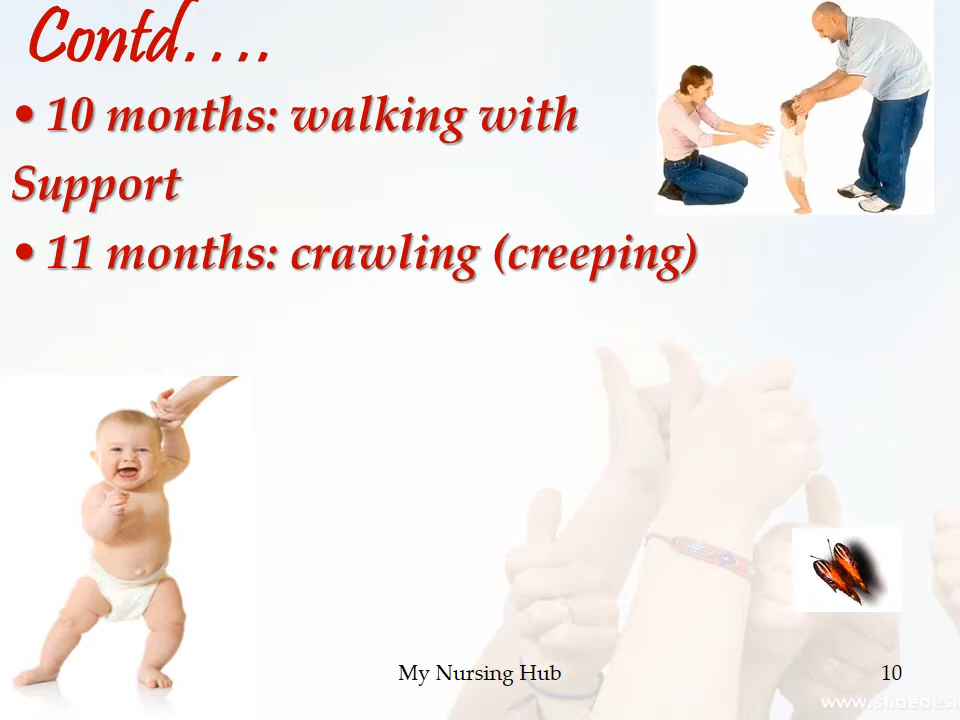 Contd….
• 10 months: walking with
Support
• 11 months: crawling (creeping)
My Nursing Hub
10